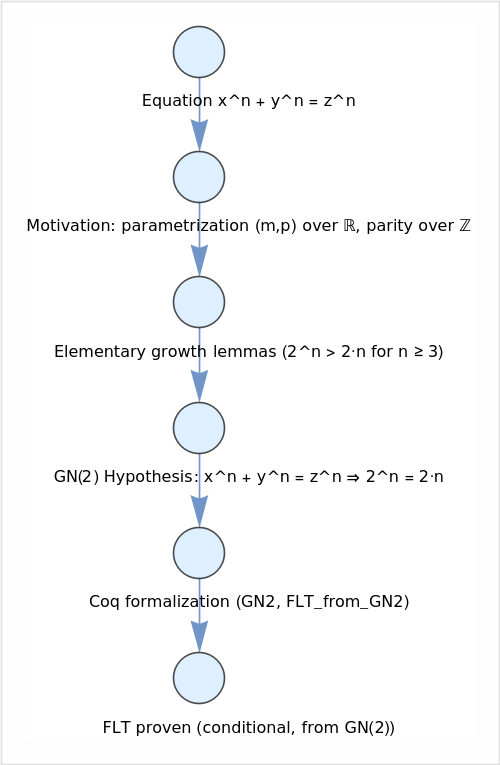 Equation x^n + y^n = z^n
Motivation: parametrization (m,p) over ℝ, parity over ℤ
Elementary growth lemmas (2^n > 2·n for n ≥ 3)
GN(2) Hypothesis: x^n + y^n = z^n ⇒ 2^n = 2·n
Coq formalization (GN2, FLT_from_GN2)
FLT proven (conditional, from GN(2))